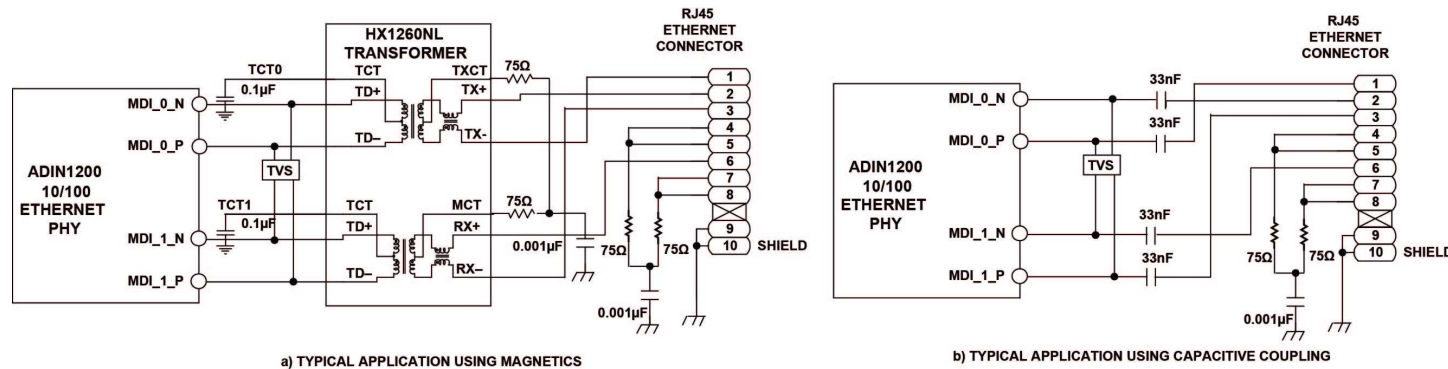 HX1260NL
TRANSFORMER
RJ45
ETHERNET
CONNECTOR
TCT0
0.1µF
TCT
TD+
TD–
TXCT
TX+
TX-
75Ω
MDI_0_N
MDI_0_P
ADIN1200
10/100
ETHERNET
PHY
TVS
TCT1
0.1µF
MDI_1_N
MDI_1_P
TCT
TD+
TD–
MCT
RX+
RX–
75Ω
0.001µF
1
2
3
4
5
6
7
8
9
10
SHIELD
75Ω
75Ω
0.001µF
a) TYPICAL APPLICATION USING MAGNETICS
RJ45
ETHERNET
CONNECTOR
33nF
33nF
MDI_0_N
MDI_0_P
ADIN1200
10/100
ETHERNET
PHY
TVS
MDI_1_N
MDI_1_P
33nF
33nF
1
2
3
4
5
6
7
8
9
10
SHIELD
75Ω
75Ω
0.001µF
b) TYPICAL APPLICATION USING CAPACITIVE COUPLING